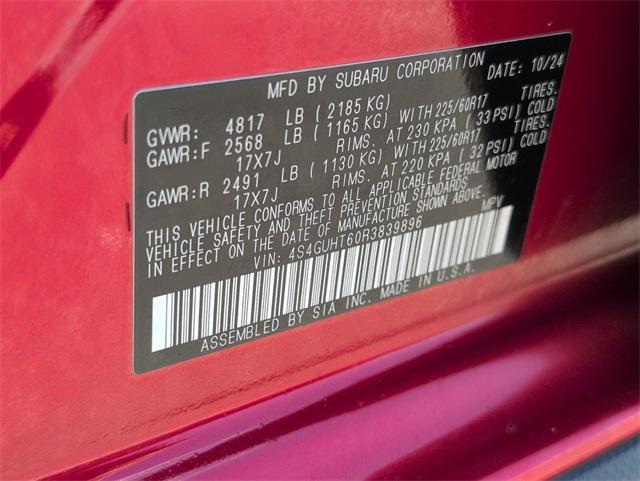 MFD BY SUBARU CORPORATION DATE: 10/24
GVWR: 4817 LB (2185 KG)
GAWR:F 2568 LB (1165 KG) WITH 225/60R17 TIRES.
17X7J RIMS. AT 230 KPA (33 PSI) COLD
GAWR:R 2491 LB (1130 KG) WITH 225/60R17 TIRES.
17X7J RIMS. AT 220 KPA (32 PSI) COLD
THIS VEHICLE CONFORMS TO ALL APPLICABLE FEDERAL MOTOR
VEHICLE SAFETY AND THEFT PREVENTION STANDARDS
IN EFFECT ON THE DATE OF MANUFACTURE SHOWN ABOVE.
VIN: 4S4GUHT60R3839896 MPV
ASSEMBLED BY SIA INC. MADE IN U.S.A.